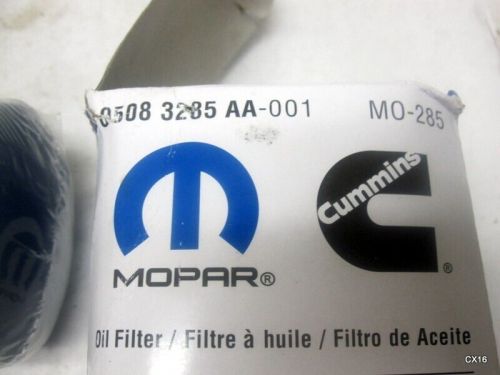 0508 3285 AA-001 MO-285
Cummins
MOPAR®
®
Oil Filter / Filtre à huile / Filtro de Aceite
CX16